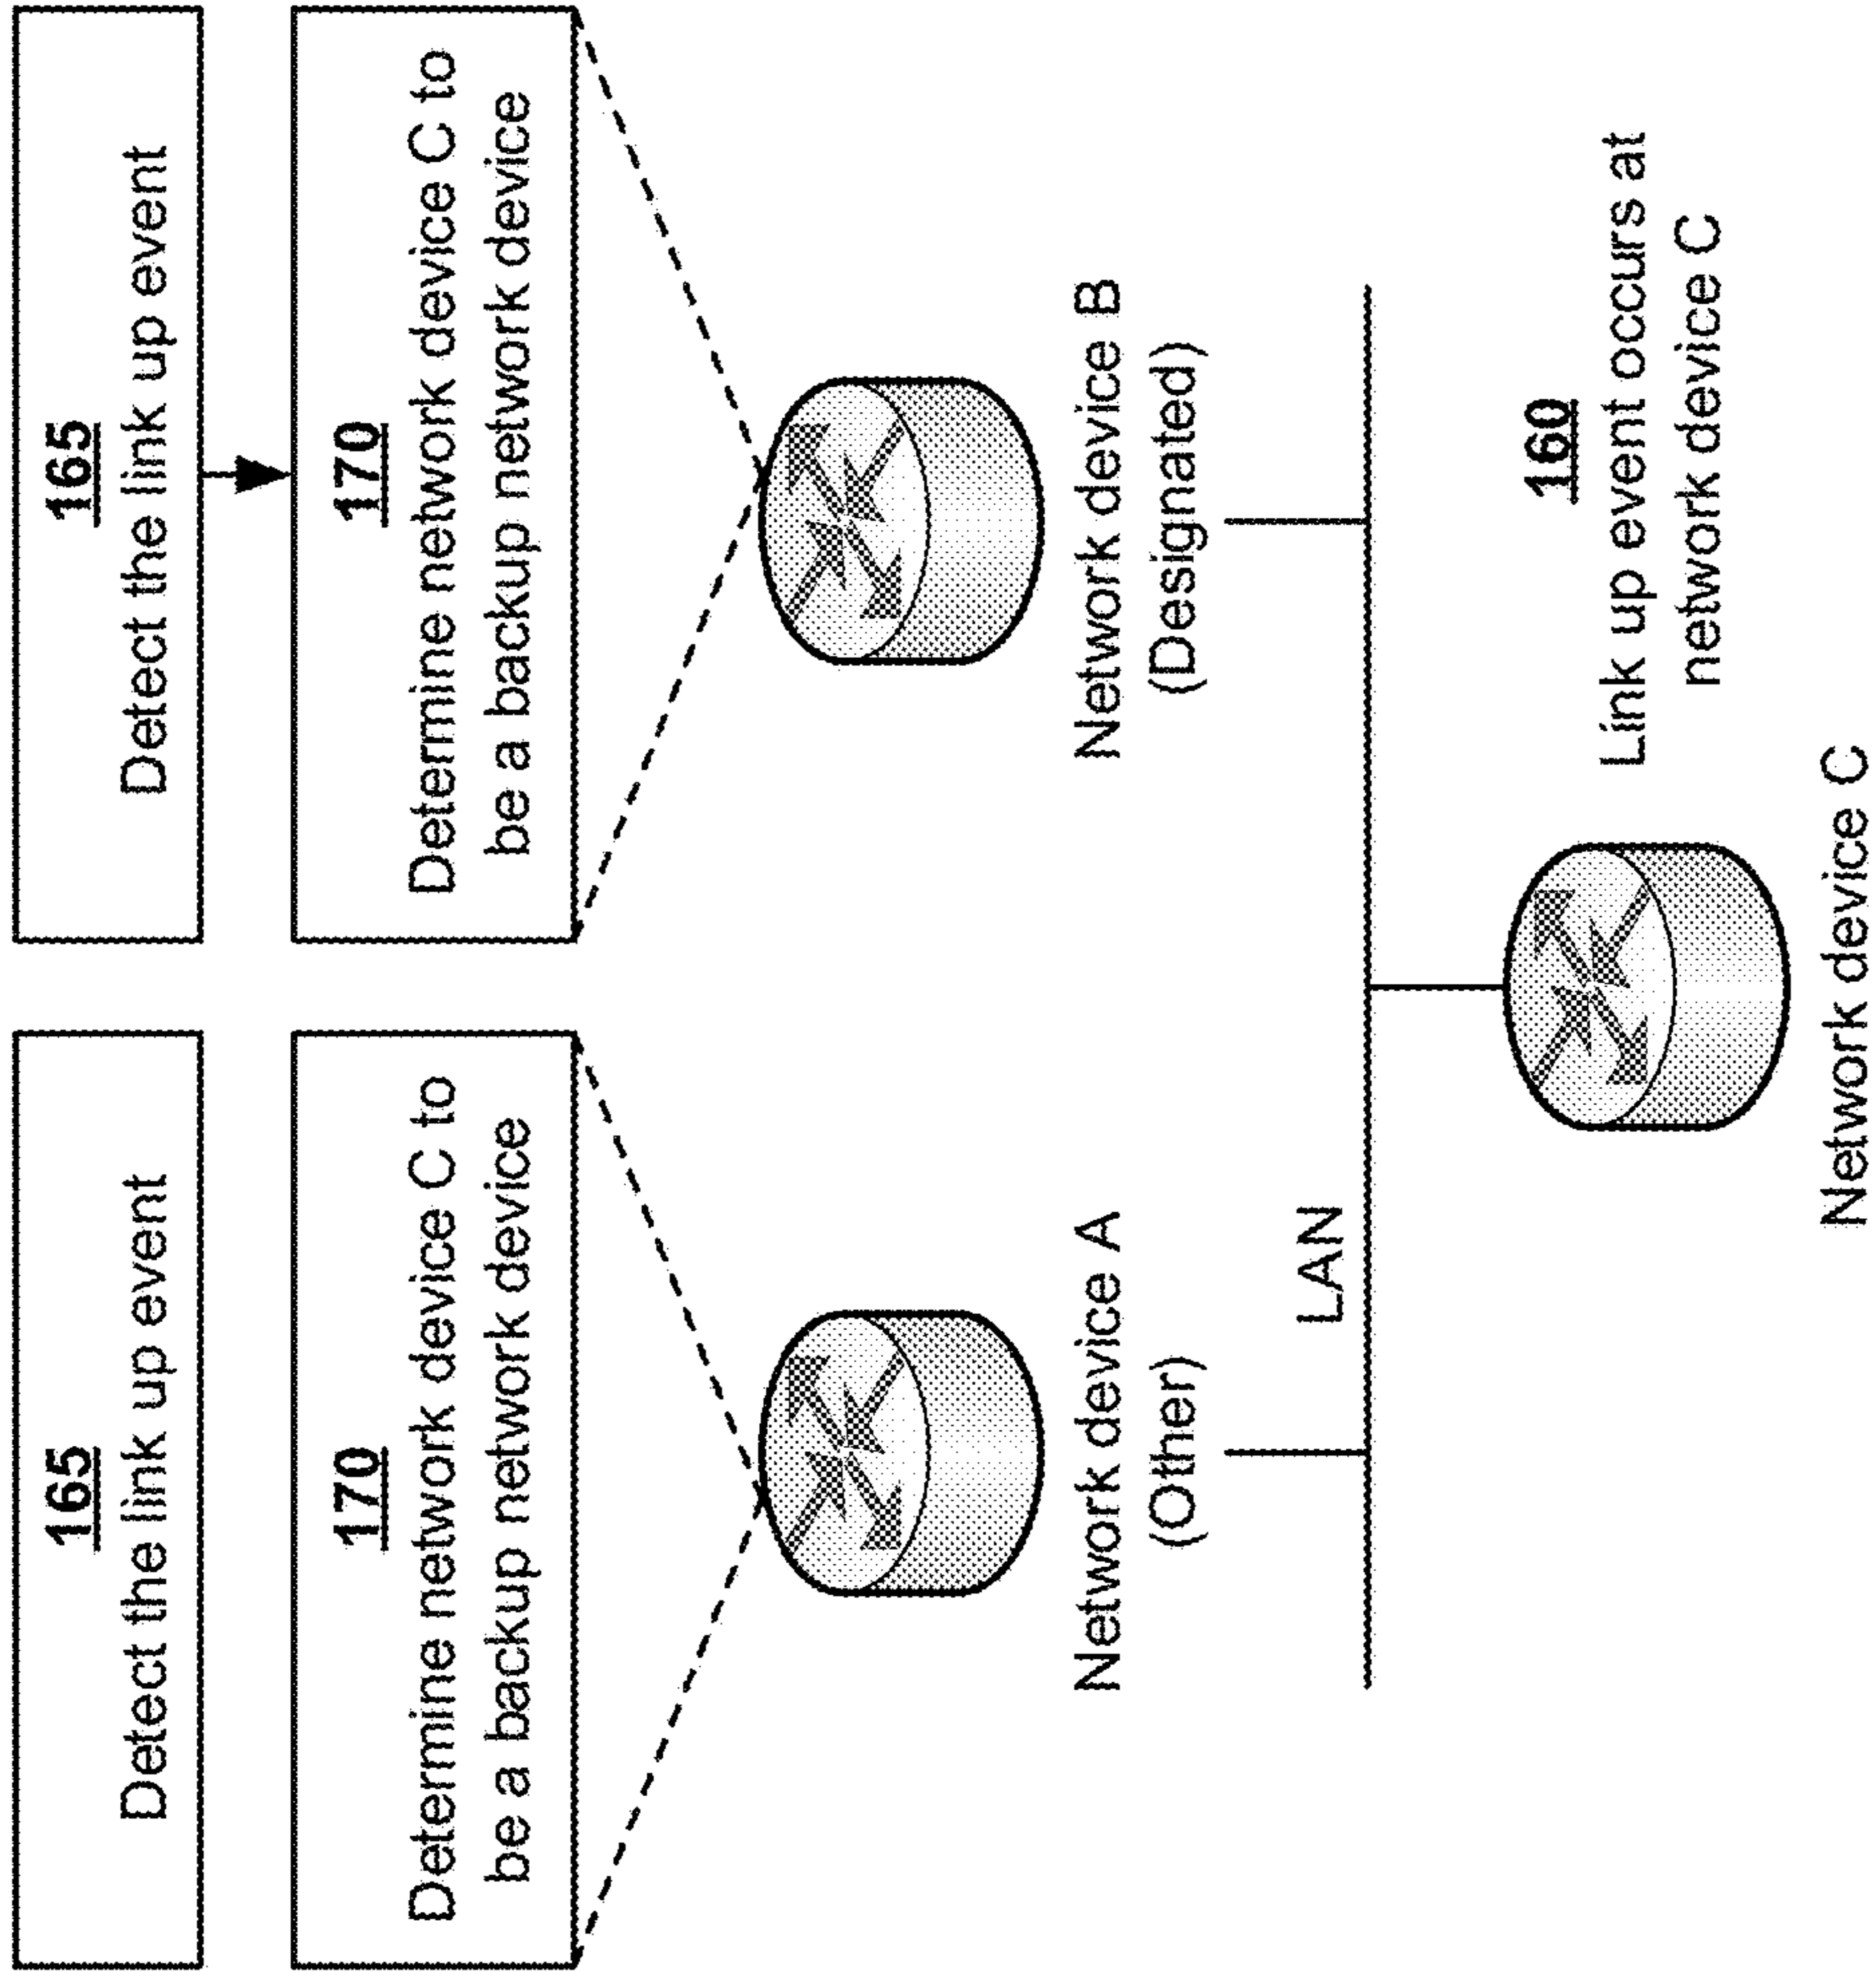 165
Detect the link up event
170
Determine network device C to
be a backup network device
Network device A
(Other)
165
Detect the link up event
170
Determine network device C to
be a backup network device
Network device B
(Designated)
LAN
160
Link up event occurs at
network device C
Network device C